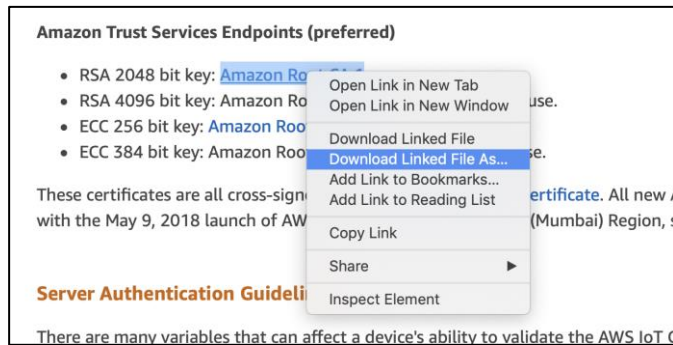 Amazon Trust Services Endpoints (preferred)
• RSA 2048 bit key: Amazon Root CA 1
• RSA 4096 bit key: Amazon Roo use.
• ECC 256 bit key: Amazon Roo
• ECC 384 bit key: Amazon Roo se.
These certificates are all cross-sign ertificate. All new
with the May 9, 2018 launch of AW (Mumbai) Region, s
Server Authentication Guideli
There are many variables that can affect a device's ability to validate the AWS IoT
Open Link in New Tab
Open Link in New Window
Download Linked File
Download Linked File As...
Add Link to Bookmarks...
Add Link to Reading List
Copy Link
Share
Inspect Element